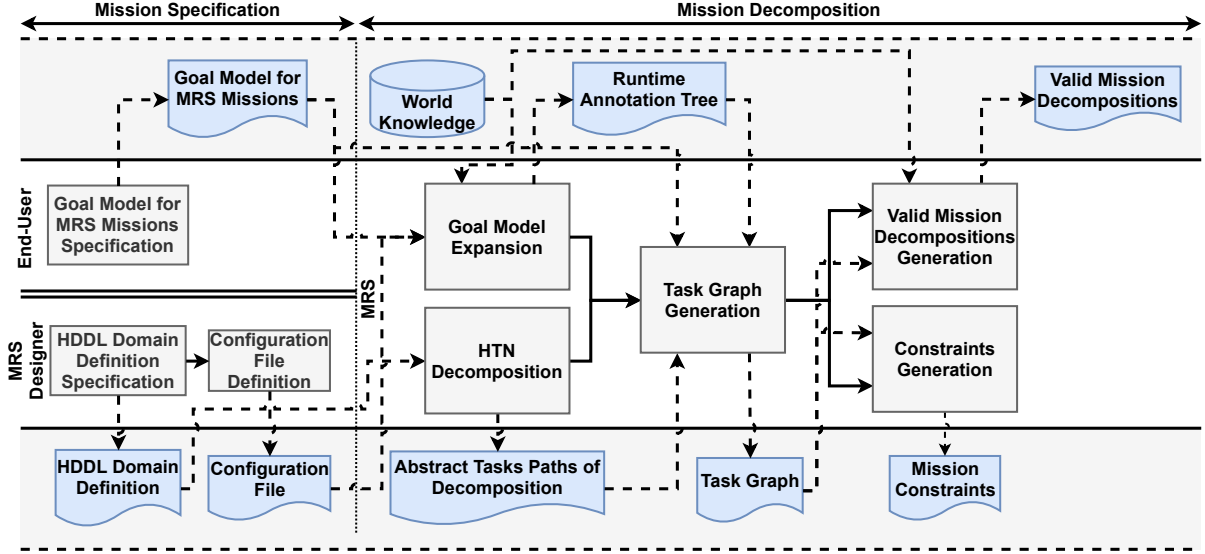 Mission Specification
Mission Decomposition
Goal Model for
MRS Missions
World
Knowledge
Runtime
Annotation Tree
Valid Mission
Decompositions
End-User
Goal Model for
MRS Missions
Specification
MRS
Goal Model
Expansion
Task Graph
Generation
Valid Mission
Decompositions
Generation
MRS
Designer
HDDL Domain
Definition
Specification
Configuration
File
Definition
HTN
Decomposition
Constraints
Generation
HDDL Domain
Definition
Configuration
File
Abstract Tasks Paths of
Decomposition
Task Graph
Mission
Constraints